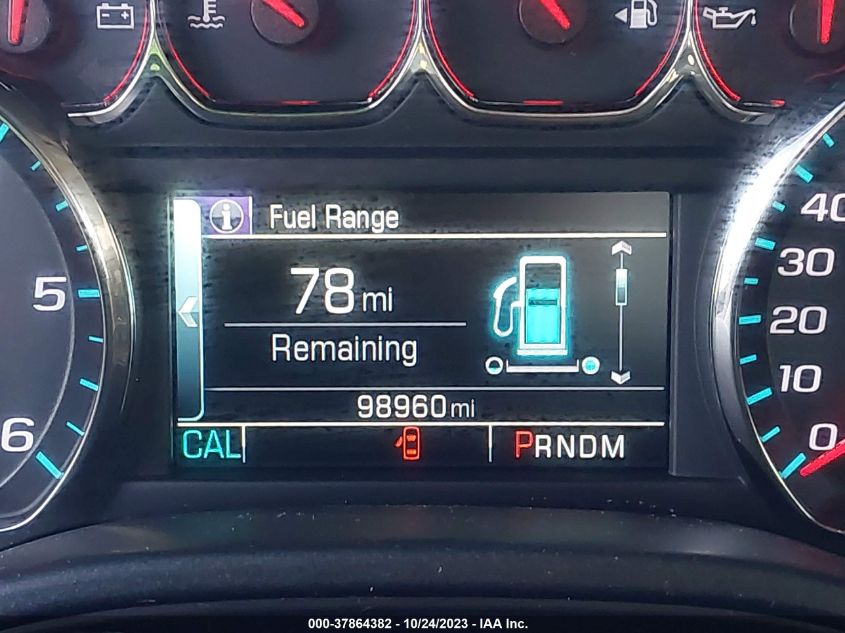 Fuel Range
78 mi
Remaining
98960 mi
CAL
PRNDM
5
6
40
30
20
10
0
000-37864382 - 10/24/2023 - IAA Inc.